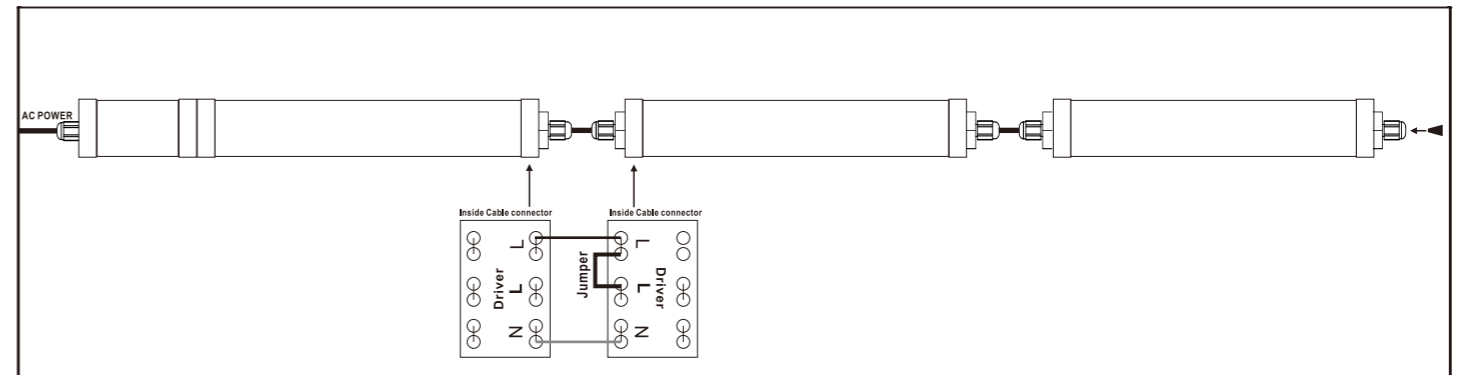 AC POWER
Inside Cable connector
Inside Cable connector
L
L
Driver
L
L
Driver
Jumper
N
N